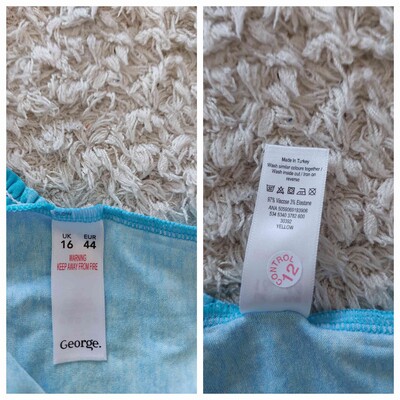 UK EUR
16 44
WARNING
KEEP AWAY FROM FIRE
George.
Made in Turkey
Wash similar colours together /
Wash inside out / Iron on
reverse
97% Viscose 3% Elastane
YELLOW
CONTROL
12